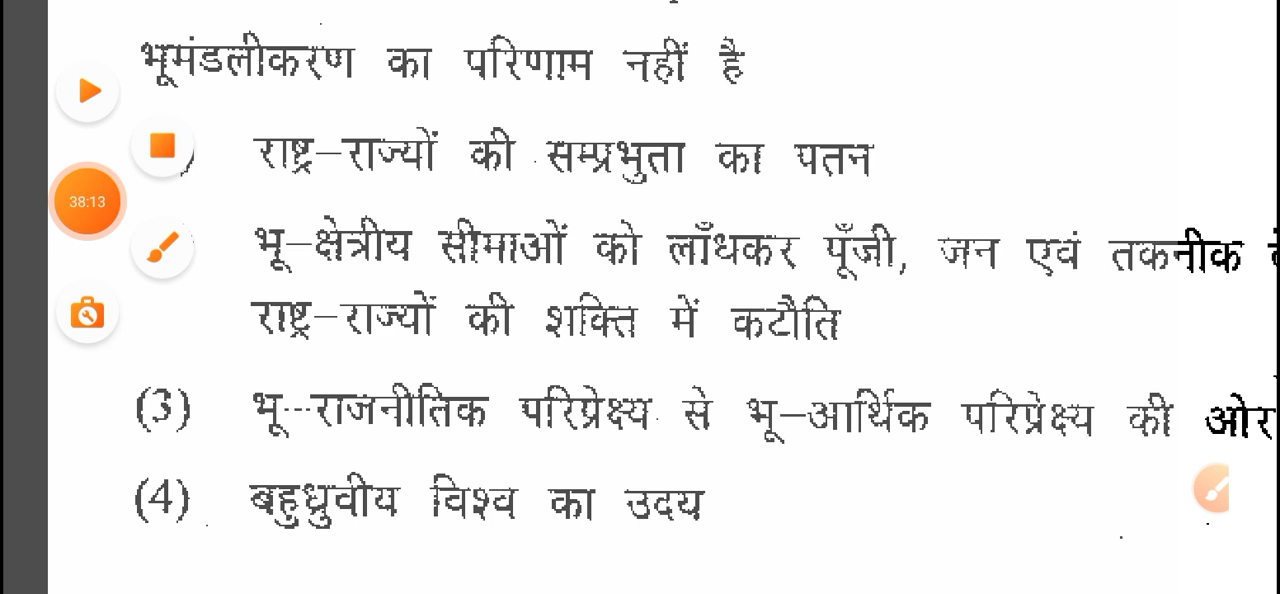 भूमंडलीकरण का परिणाम नहीं है
) राष्ट्र–राज्यों की सम्प्रभुता का पतन
38:13
भू–क्षेत्रीय सीमाओं को लाँघकर पूँजी, जन एवं तकनीक
राष्ट्र–राज्यों की शक्ति में कटौति
(3) भू---राजनीतिक परिप्रेक्ष्य से भू–आर्थिक परिप्रेक्ष्य की ओर
(4) बहुध्रुवीय विश्व का उदय